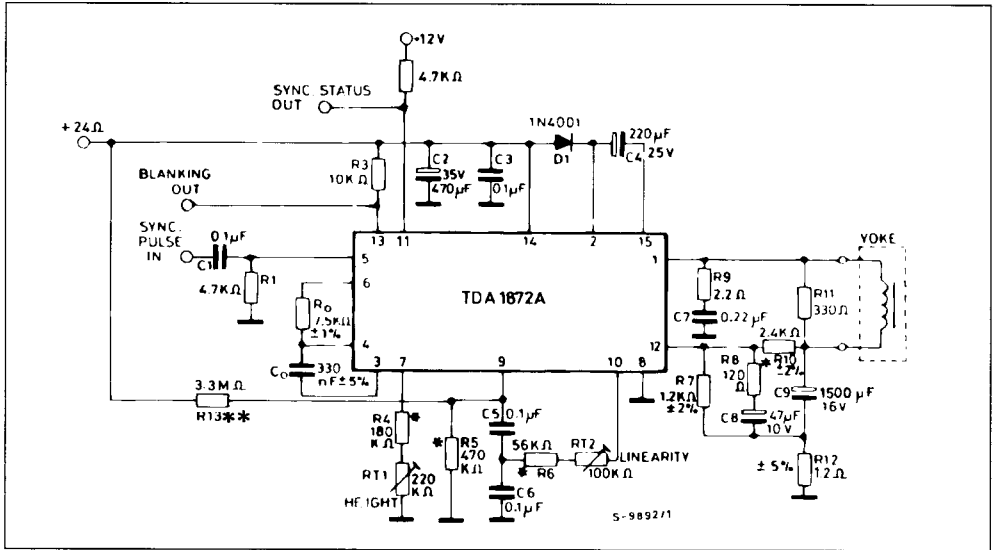 +12V
4.7KΩ
SYNC. STATUS
OUT
+24Ω
1N4001
D1
220µF
C4 25V
R3
10KΩ
C2
35V
470µF
C3
0.1µF
BLANKING
OUT
SYNC.
PULSE
IN
0.1µF
C1
4.7KΩ
R1
13
11
14
2
15
5
6
4
3
7
9
10
8
1
12
TDA 1872A
Ro
7.5KΩ
±1%
Co
330
nF±5%
3.3MΩ
R13**
R4*
180
KΩ
RT1
220
KΩ
HEIGHT
*R5
470
KΩ
C5 0.1µF
56KΩ
* R6
RT2
100KΩ
LINEARITY
C6
0.1µF
R9
2.2Ω
C7
0.22µF
R11
330Ω
YOKE
2.4KΩ
R10
±2%
R7
1.2KΩ
±2%
R8
120*
Ω
C8
47µF
10V
C9
1500µF
16V
±5%
R12
1.2Ω
S-9892/1